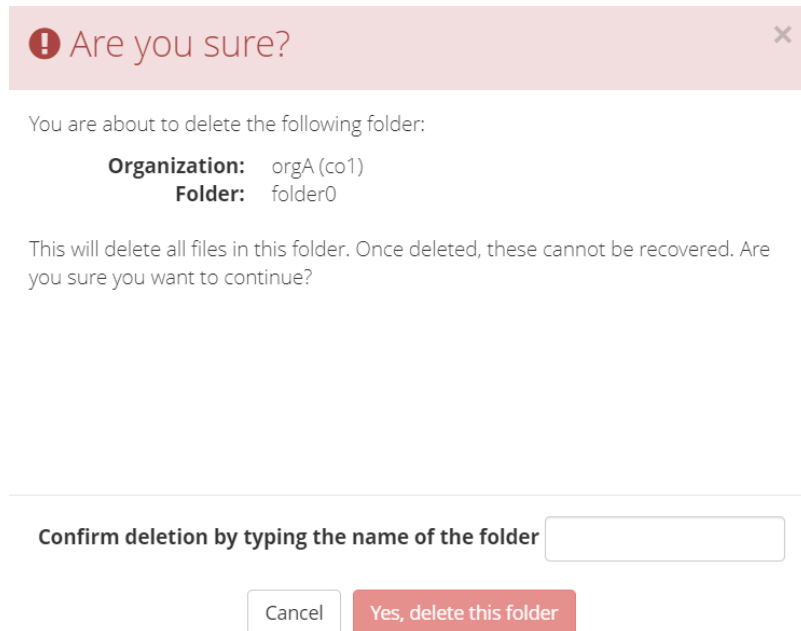 Are you sure?
You are about to delete the following folder:
Organization: orgA (co1)
Folder: folder0
This will delete all files in this folder. Once deleted, these cannot be recovered. Are
you sure you want to continue?
Confirm deletion by typing the name of the folder
Cancel Yes, delete this folder